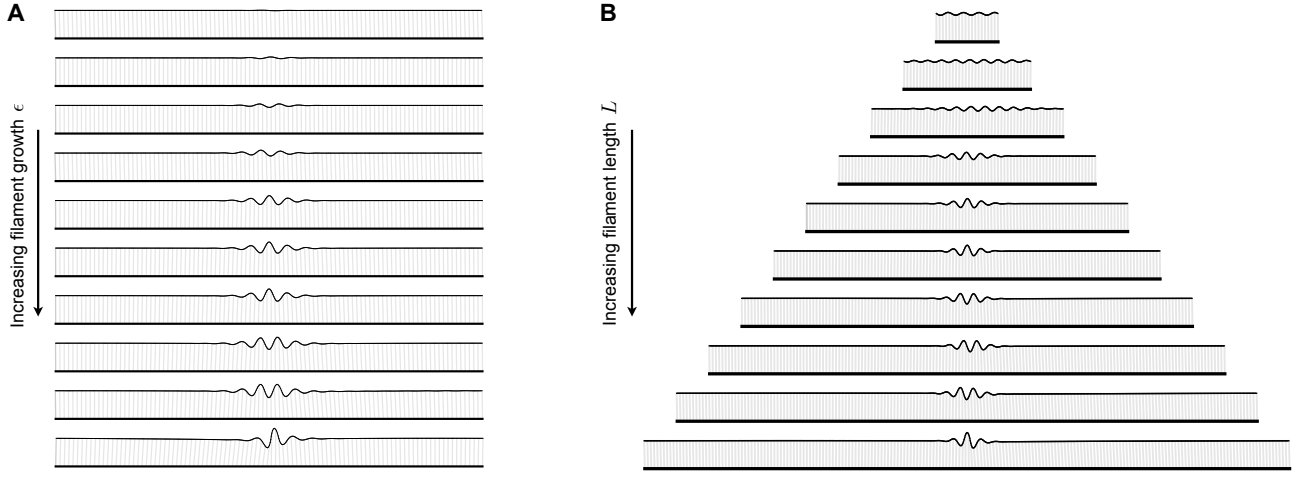 A
Increasing filament growth ϵ
B
Increasing filament length L